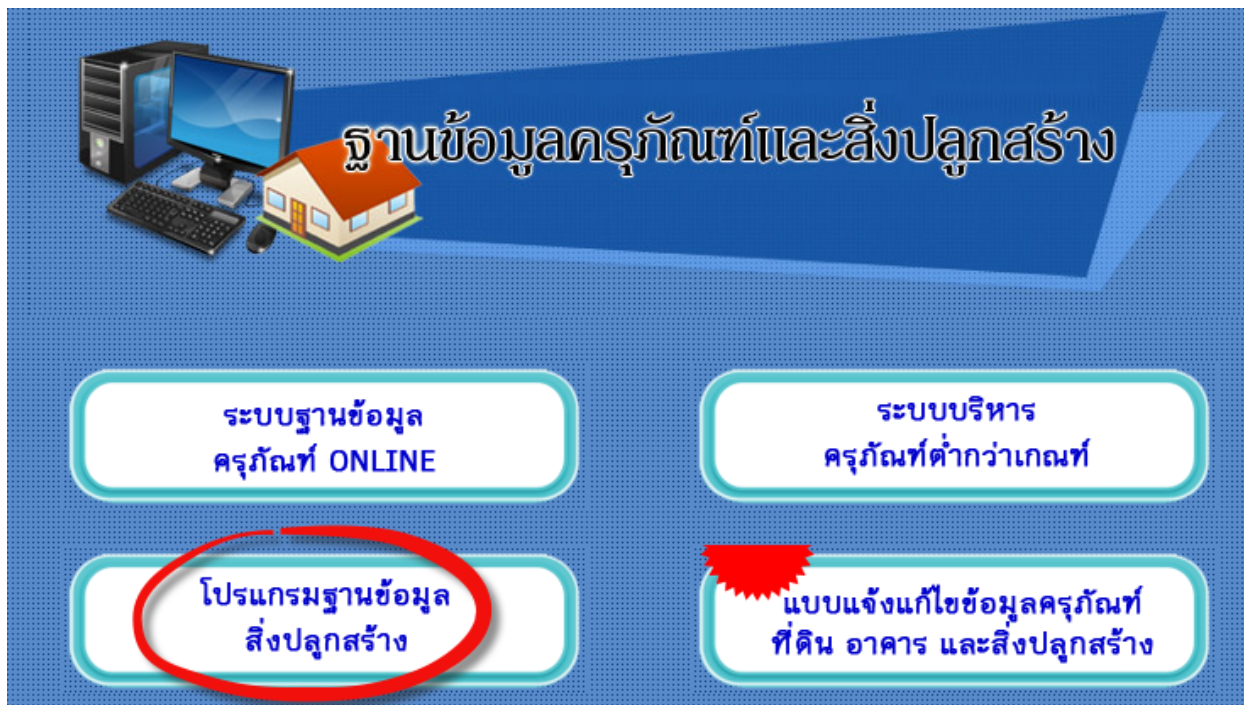 ฐานข้อมูลครุภัณฑ์และสิ่งปลูกสร้าง
ระบบฐานข้อมูล
ครุภัณฑ์ ONLINE
ระบบบริหาร
ครุภัณฑ์ต่ำกว่าเกณฑ์
โปรแกรมฐานข้อมูล
สิ่งปลูกสร้าง
แบบแจ้งแก้ไขข้อมูลครุภัณฑ์
ที่ดิน อาคาร และสิ่งปลูกสร้าง